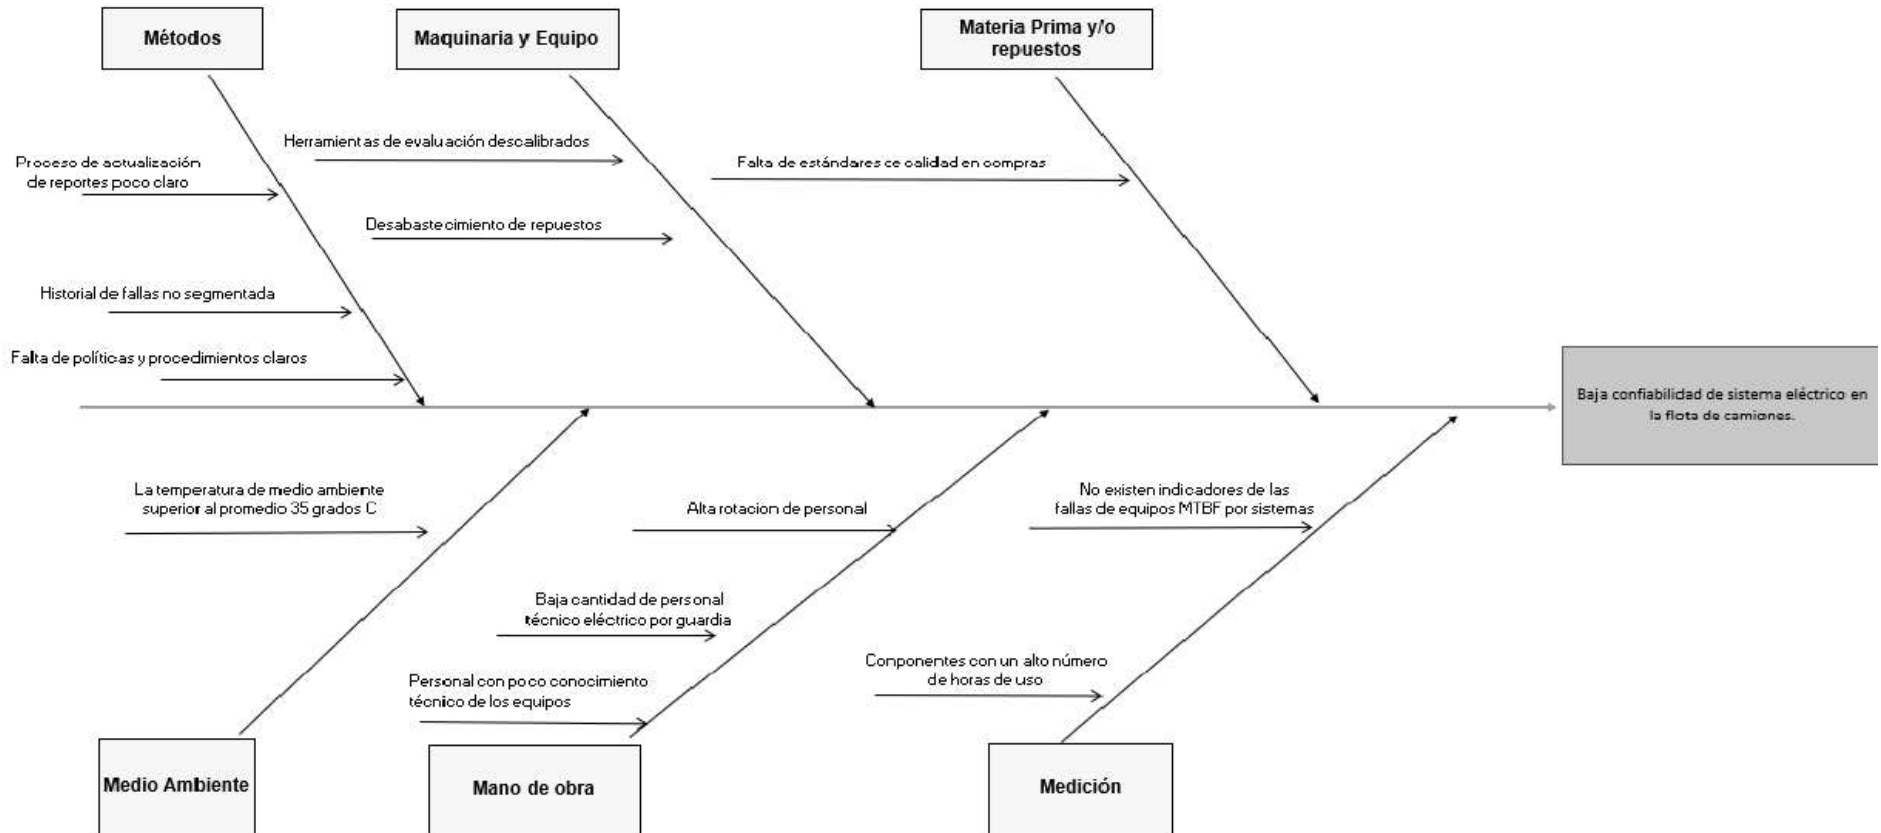 Métodos
Maquinaria y Equipo
Materia Prima y/o
repuestos
Proceso de actualización
de reportes poco claro
Herramientas de evaluación descalibrados
Falta de estándares ce calidad en compras
Desabastecimiento de repuestos
Historial de fallas no segmentada
Falta de políticas y procedimientos claros
Baja confiabilidad de sistema eléctrico en
la flota de camiones.
La temperatura de medio ambiente
superior al promedio 35 grados C
Alta rotacion de personal
No existen indicadores de las
fallas de equipos MTBF por sistemas
Baja cantidad de personal
técnico eléctrico por guardia
Personal con poco conocimiento
técnico de los equipos
Conponentes con un alto número
de horas de uso
Medio Ambiente
Mano de obra
Medición